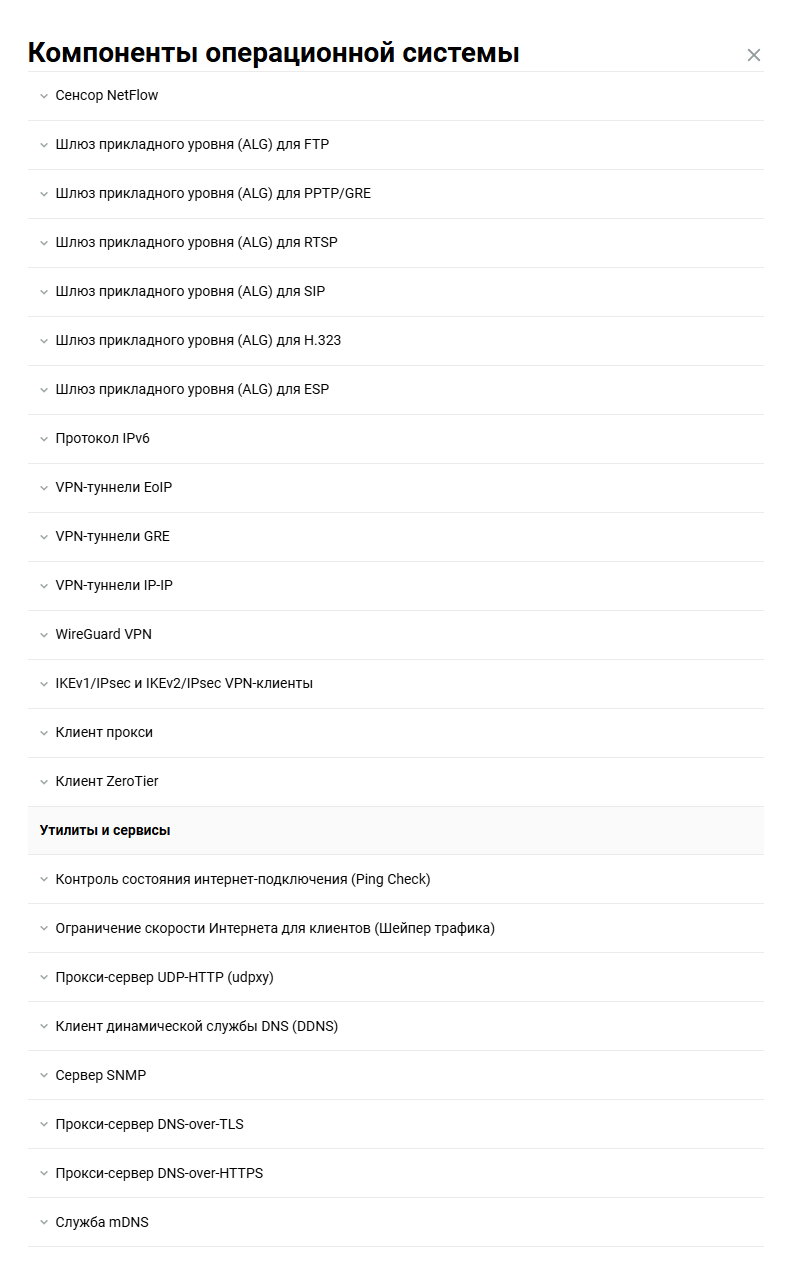 Компоненты операционной системы
Сенсор NetFlow
Шлюз прикладного уровня (ALG) для FTP
Шлюз прикладного уровня (ALG) для PPTP/GRE
Шлюз прикладного уровня (ALG) для RTSP
Шлюз прикладного уровня (ALG) для SIP
Шлюз прикладного уровня (ALG) для H.323
Шлюз прикладного уровня (ALG) для ESP
Протокол IPv6
VPN-туннели EoIP
VPN-туннели GRE
VPN-туннели IP-IP
WireGuard VPN
IKEv1/IPsec и IKEv2/IPsec VPN-клиенты
Клиент прокси
Клиент ZeroTier
Утилиты и сервисы
Контроль состояния интернет-подключения (Ping Check)
Ограничение скорости Интернета для клиентов (Шейпер трафика)
Прокси-сервер UDP-HTTP (udpxy)
Клиент динамической службы DNS (DDNS)
Сервер SNMP
Прокси-сервер DNS-over-TLS
Прокси-сервер DNS-over-HTTPS
Служба mDNS